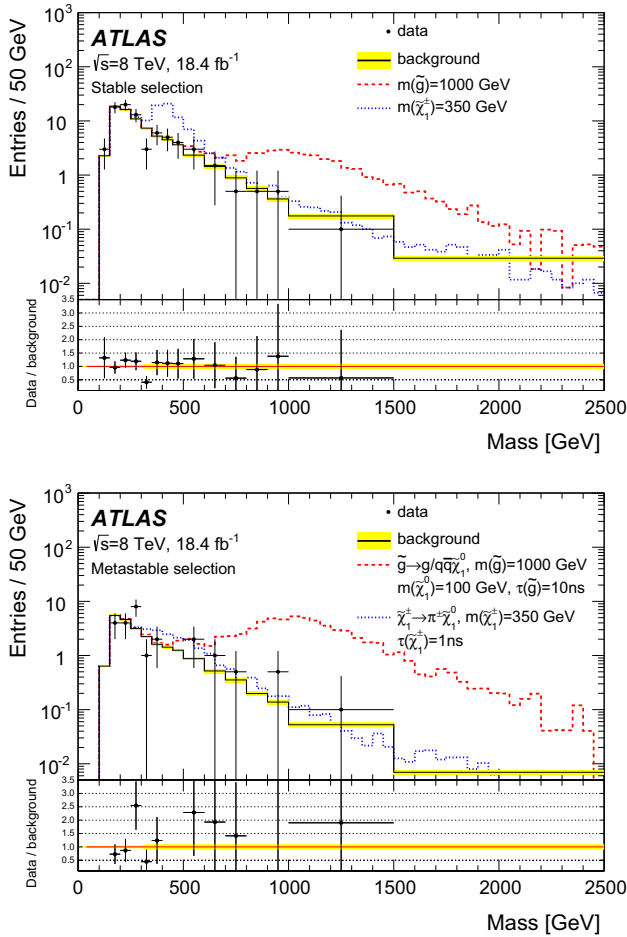 Entries / 50 GeV
10³
10²
10
1
10⁻¹
10⁻²
ATLAS
√s=8 TeV, 18.4 fb⁻¹
Stable selection
data
background
m(g̃)=1000 GeV
m(χ̃₁±)=350 GeV
Data / background
3.5
3.0
2.5
2.0
1.5
1.0
0.5
0 500 1000 1500 2000 2500
Mass [GeV]
Entries / 50 GeV
10³
10²
10
1
10⁻¹
10⁻²
ATLAS
√s=8 TeV, 18.4 fb⁻¹
Metastable selection
data
background
g̃→g/qq̄χ̃₁⁰, m(g̃)=1000 GeV
m(χ̃₁⁰)=100 GeV, τ(g̃)=10ns
χ̃₁±→π±χ̃₁⁰, m(χ̃₁±)=350 GeV
τ(χ̃₁±)=1ns
Data / background
3.5
3.0
2.5
2.0
1.5
1.0
0.5
0 500 1000 1500 2000 2500
Mass [GeV]